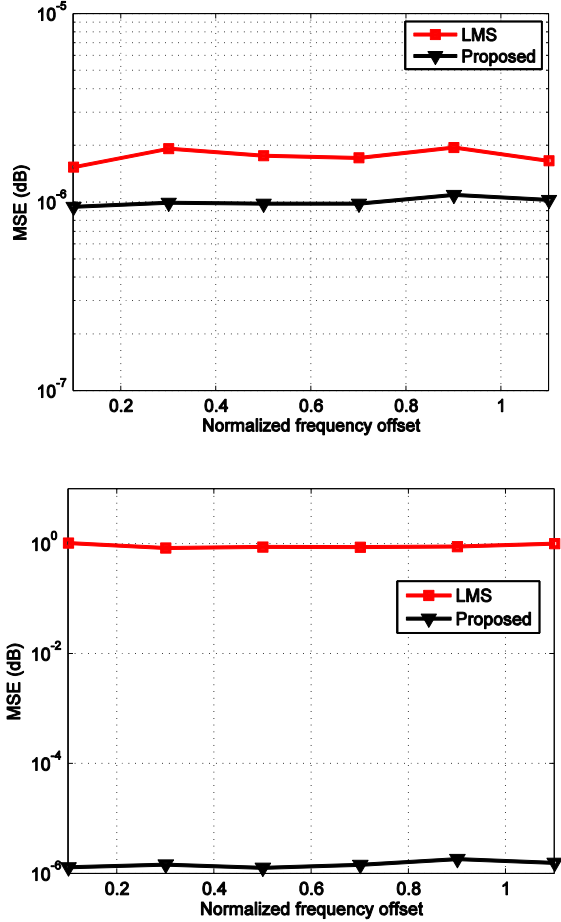 10^-5
LMS
Proposed
MSE (dB)
10^-6
10^-7
0.2 0.4 0.6 0.8 1
Normalized frequency offset
10^0
LMS
Proposed
MSE (dB)
10^-2
10^-4
10^-6
0.2 0.4 0.6 0.8 1
Normalized frequency offset